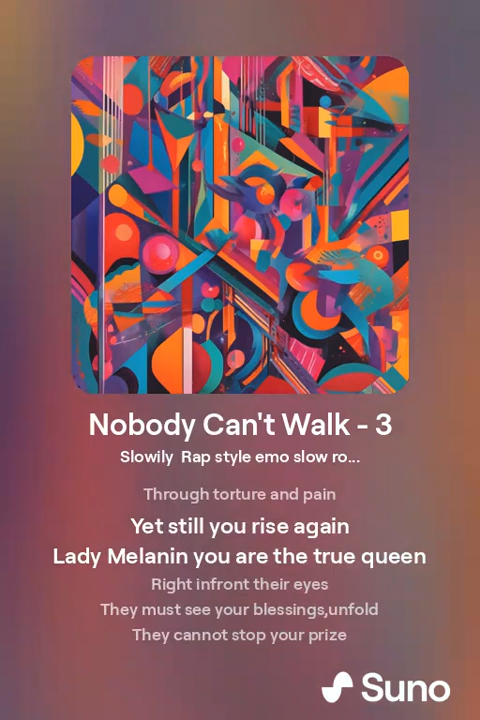 Nobody Can't Walk - 3
Slowily Rap style emo slow ro...
Through torture and pain
Yet still you rise again
Lady Melanin you are the true queen
Right infront their eyes
They must see your blessings,unfold
They cannot stop your prize
Suno